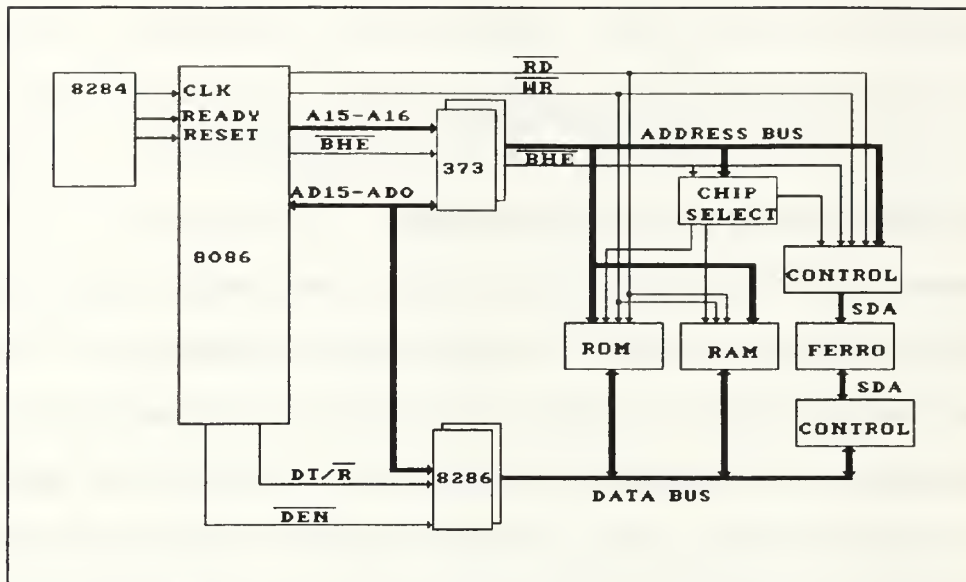 8284
CLK
READY
RESET
8086
RD
WR
A15-A16
BHE
AD15-AD0
373
BHE
ADDRESS BUS
CHIP
SELECT
CONTROL
SDA
ROM
RAM
FERRO
SDA
CONTROL
DT/R
DEN
8286
DATA BUS